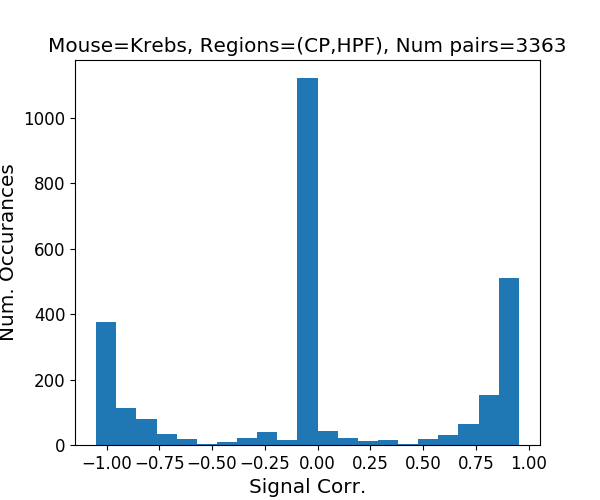 Mouse=Krebs, Regions=(CP,HPF), Num pairs=3363
Num. Occurances
1000
800
600
400
200
0
−1.00 −0.75 −0.50 −0.25 0.00 0.25 0.50 0.75 1.00
Signal Corr.